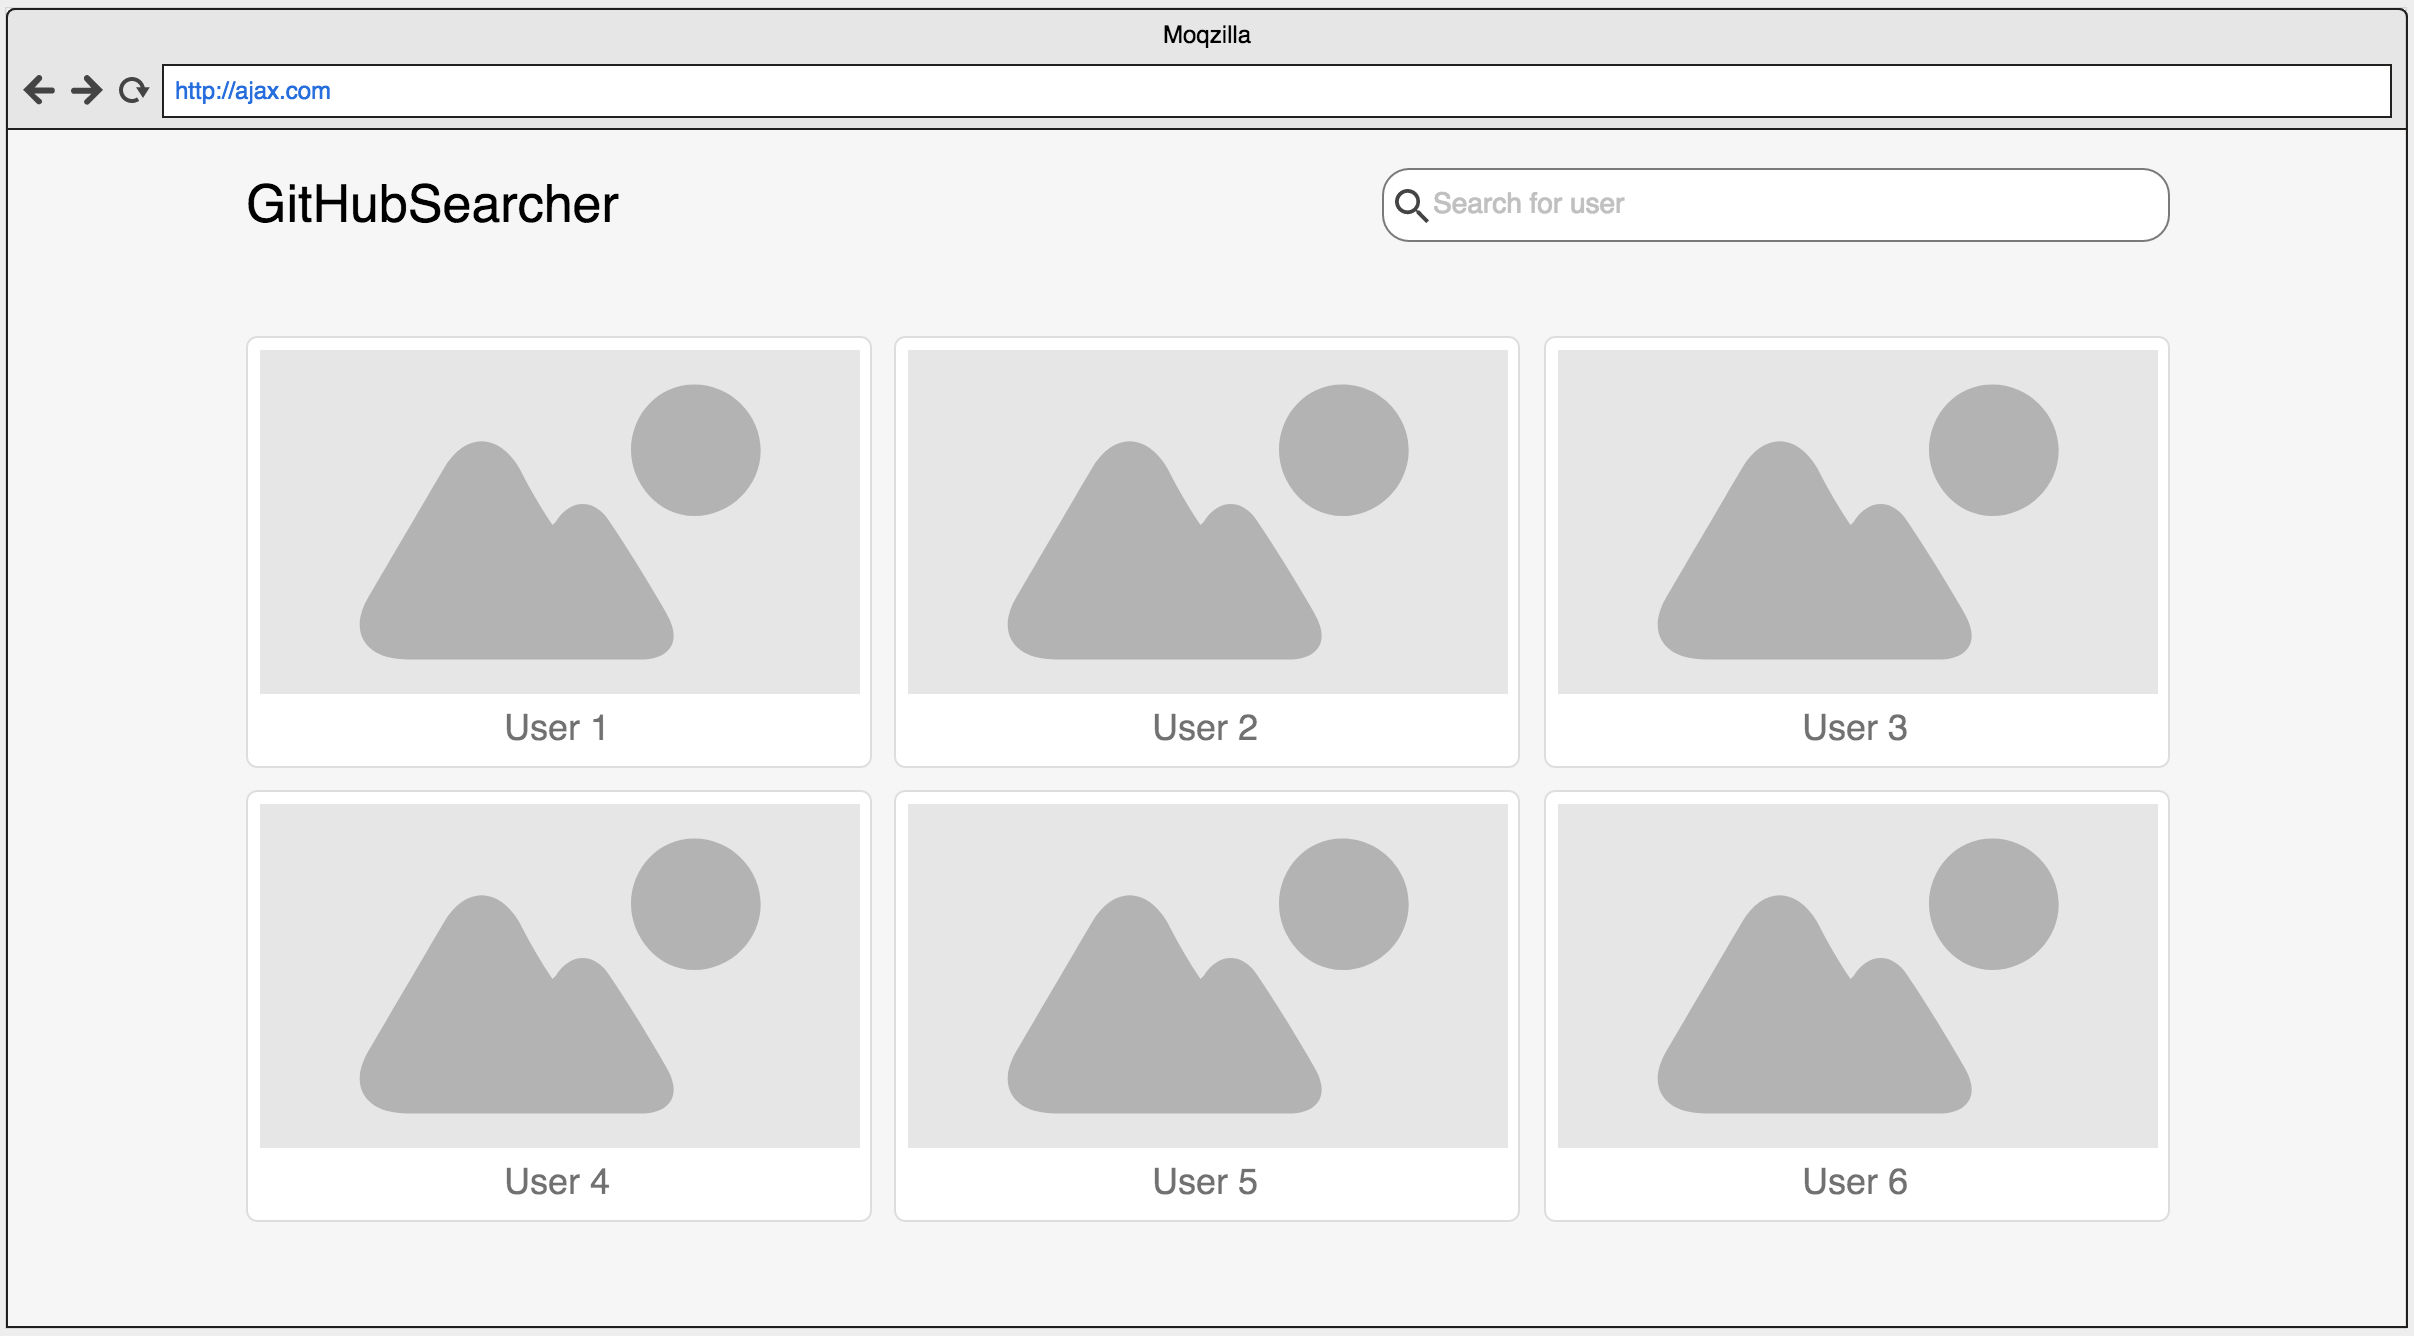 Moqzilla
http://ajax.com
GitHubSearcher
Search for user
User 1
User 2
User 3
User 4
User 5
User 6